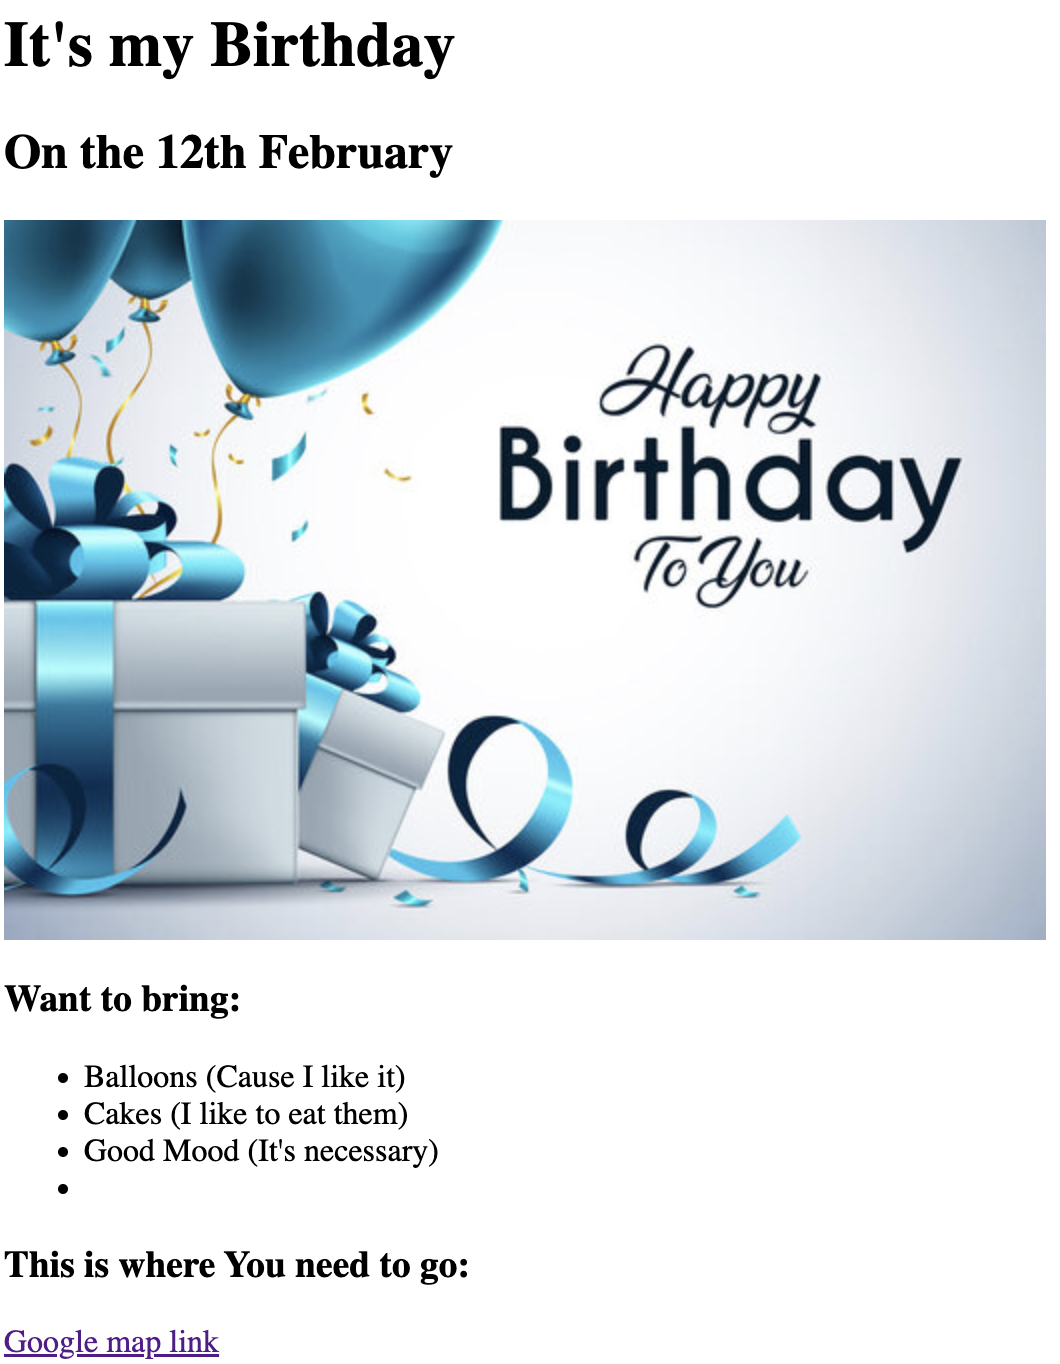 It's my Birthday
On the 12th February
Happy
Birthday
To You
Want to bring:
Balloons (Cause I like it)
Cakes (I like to eat them)
Good Mood (It's necessary)
This is where You need to go:
Google map link